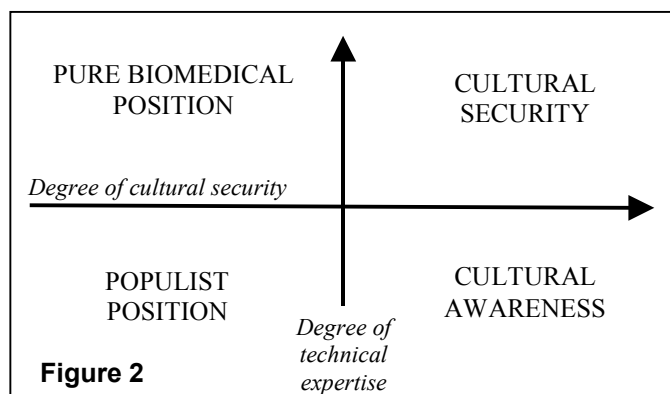 PURE BIOMEDICAL
POSITION
CULTURAL
SECURITY
Degree of cultural security
POPULIST
POSITION
CULTURAL
AWARENESS
Degree of
technical
expertise
Figure 2